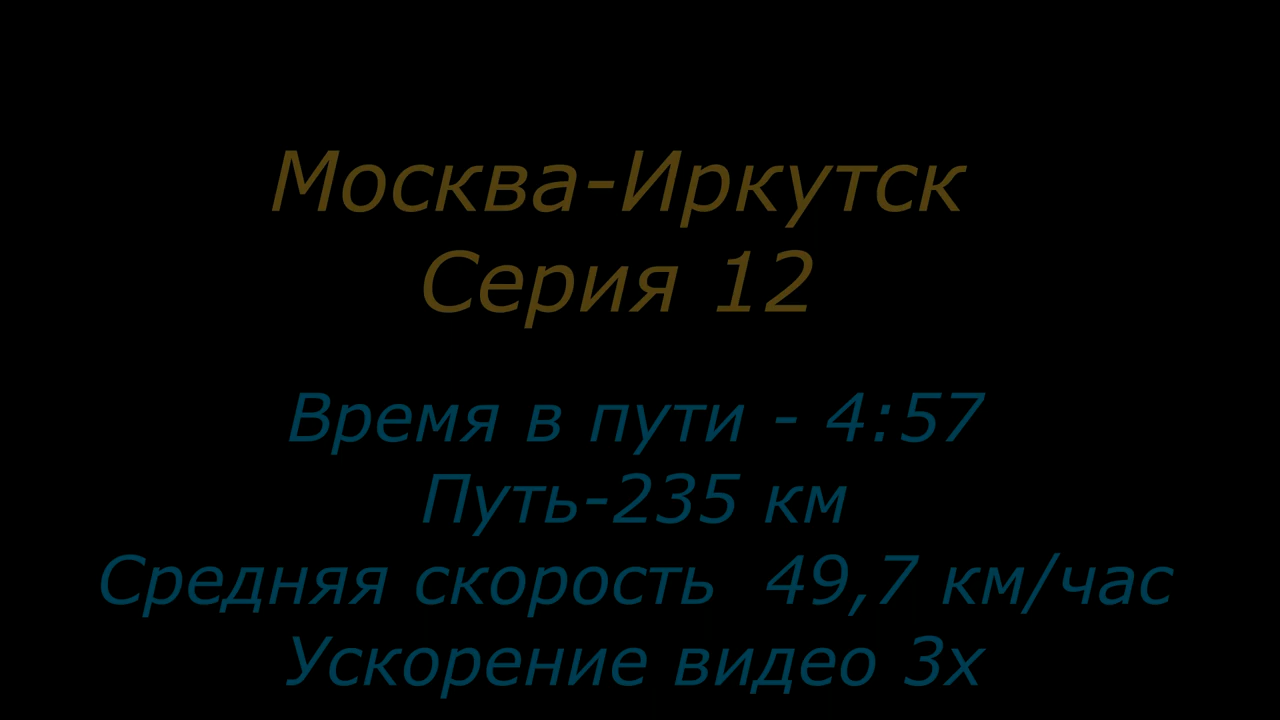 Москва-Иркутск
Серия 12
Время в пути - 4:57
Путь-235 км
Средняя скорость  49,7 км/час
Ускорение видео 3х